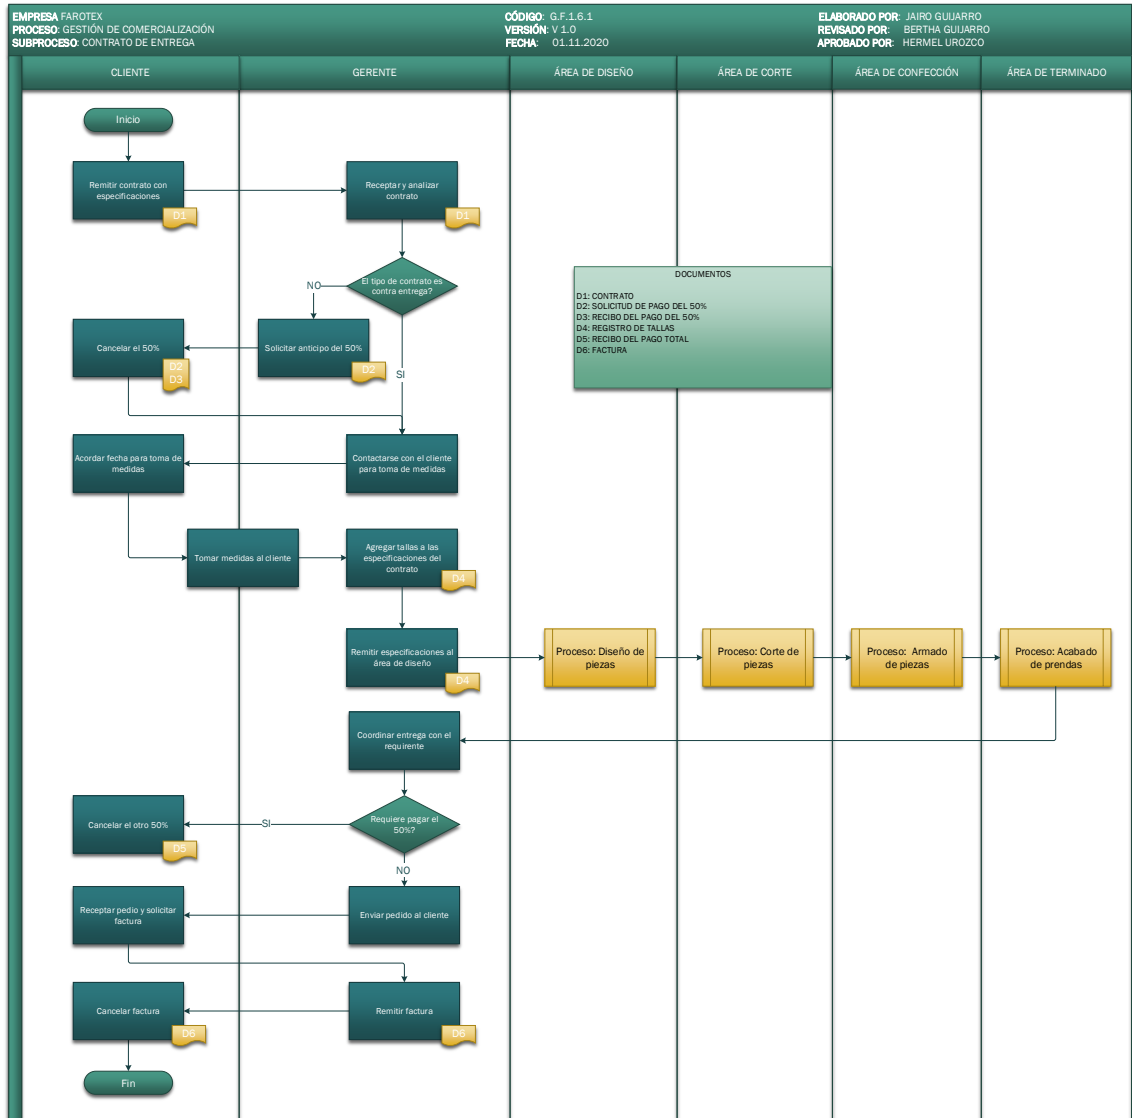 EMPRESA FAROTEX
PROCESO: GESTIÓN DE COMERCIALIZACIÓN
SUBPROCESO: CONTRATO DE ENTREGA
CÓDIGO: G.F.1.6.1
VERSIÓN: V 1.0
FECHA: 01.11.2020
ELABORADO POR: JAIRO GUIJARRO
REVISADO POR: BERTHA GUIJARRO
APROBADO POR: HERMEL UROZCO
CLIENTE
GERENTE
ÁREA DE DISEÑO
ÁREA DE CORTE
ÁREA DE CONFECCIÓN
ÁREA DE TERMINADO
Inicio
Remitir contrato con
especificaciones
D1
Receptar y analizar
contrato
D1
El tipo de contrato es
contra entrega?
NO
SI
DOCUMENTOS
D1: CONTRATO
D2: SOLICITUD DE PAGO DEL 50%
D3: RECIBO DEL PAGO DEL 50%
D4: REGISTRO DE TALLAS
D5: RECIBO DEL PAGO TOTAL
D6: FACTURA
Cancelar el 50%
D2
D3
Solicitar anticipo del 50%
D2
Acordar fecha para toma de
medidas
Contactarse con el cliente
para toma de medidas
Tomar medidas al cliente
Agregar tallas a las
especificaciones del
contrato
D4
Remitir especificaciones al
área de diseño
D4
Proceso: Diseño de
piezas
Proceso: Corte de
piezas
Proceso: Armado
de piezas
Proceso: Acabado
de prendas
Coordinar entrega con el
requirente
Cancelar el otro 50%
D5
SI
Requiere pagar el
50%?
NO
Receptar pedio y solicitar
factura
Enviar pedido al cliente
Cancelar factura
D6
Remitir factura
D6
Fin